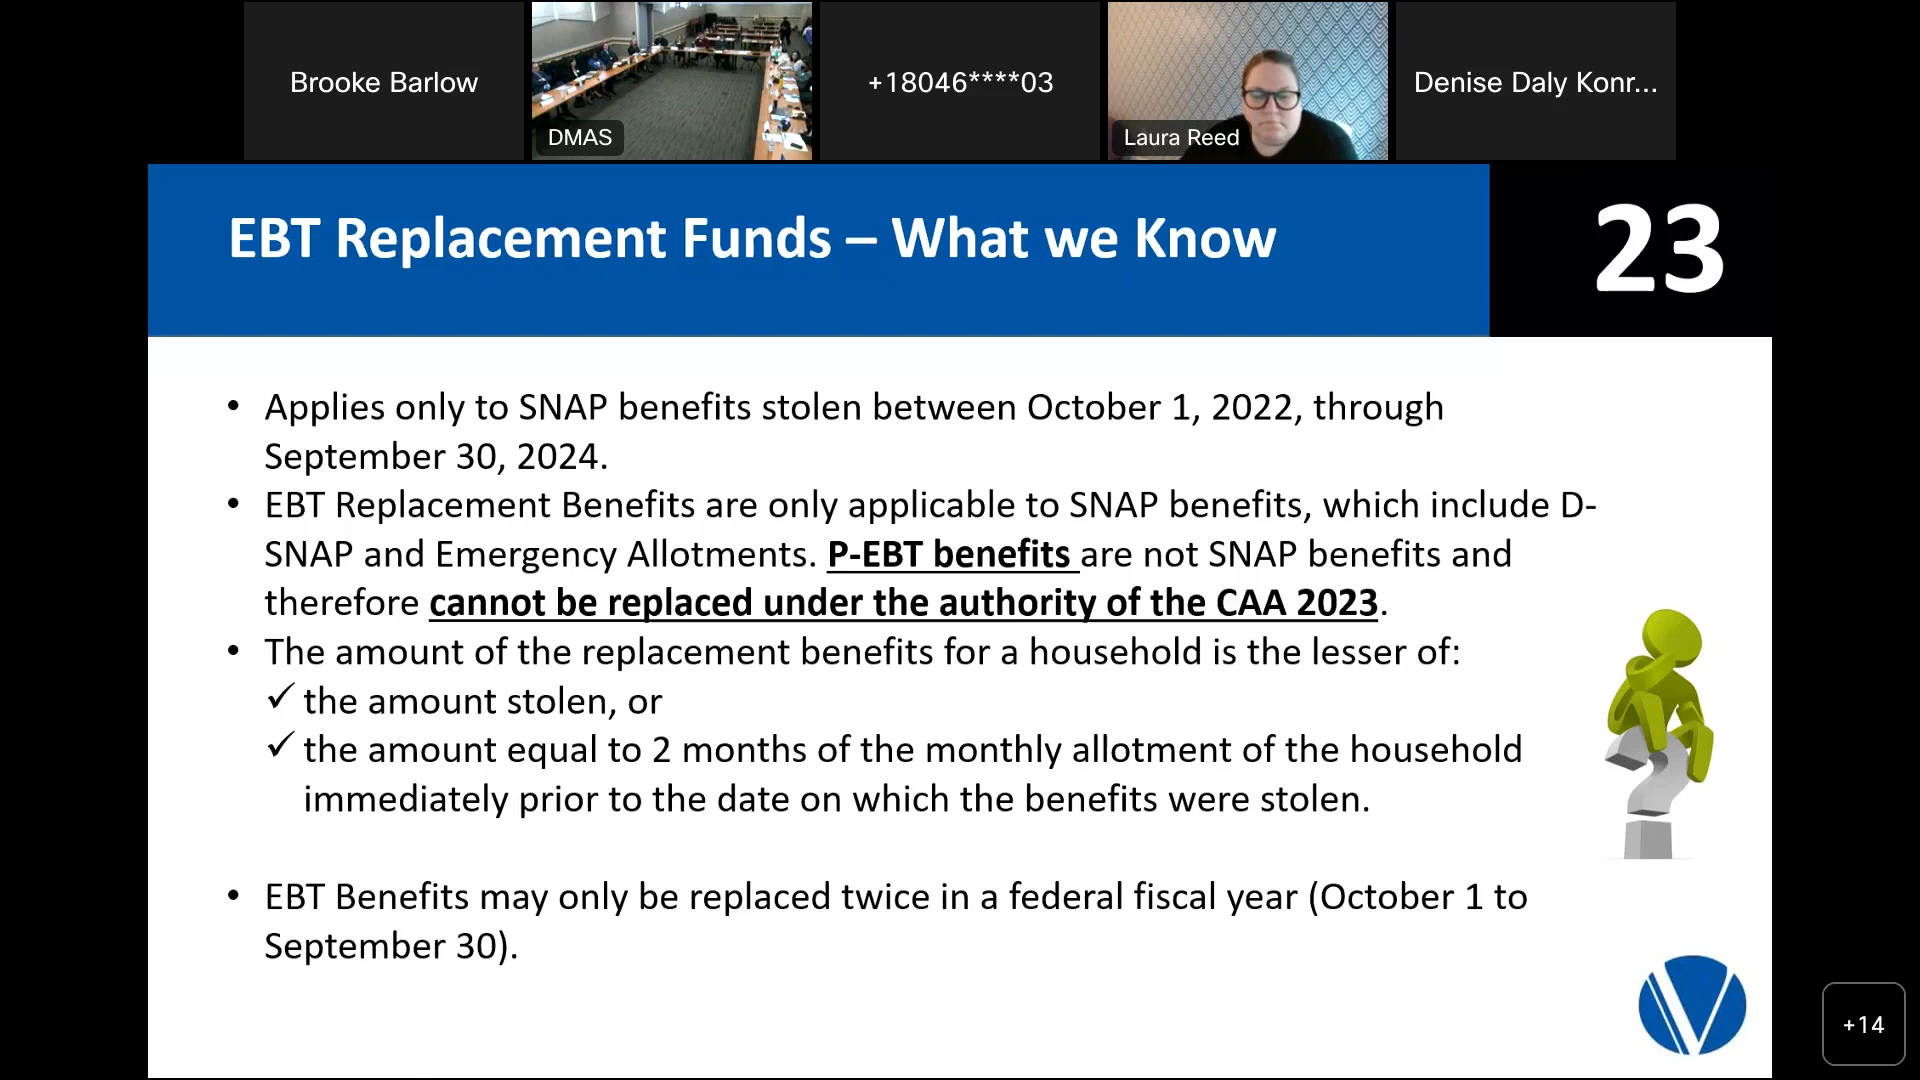 Brooke Barlow
DMAS
+18046****03
Laura Reed
Denise Daly Konr...
EBT Replacement Funds – What we Know
23
• Applies only to SNAP benefits stolen between October 1, 2022, through
September 30, 2024.
• EBT Replacement Benefits are only applicable to SNAP benefits, which include D-
SNAP and Emergency Allotments. P-EBT benefits are not SNAP benefits and
therefore cannot be replaced under the authority of the CAA 2023.
• The amount of the replacement benefits for a household is the lesser of:
✓ the amount stolen, or
✓ the amount equal to 2 months of the monthly allotment of the household
immediately prior to the date on which the benefits were stolen.
• EBT Benefits may only be replaced twice in a federal fiscal year (October 1 to
September 30).
V
+14